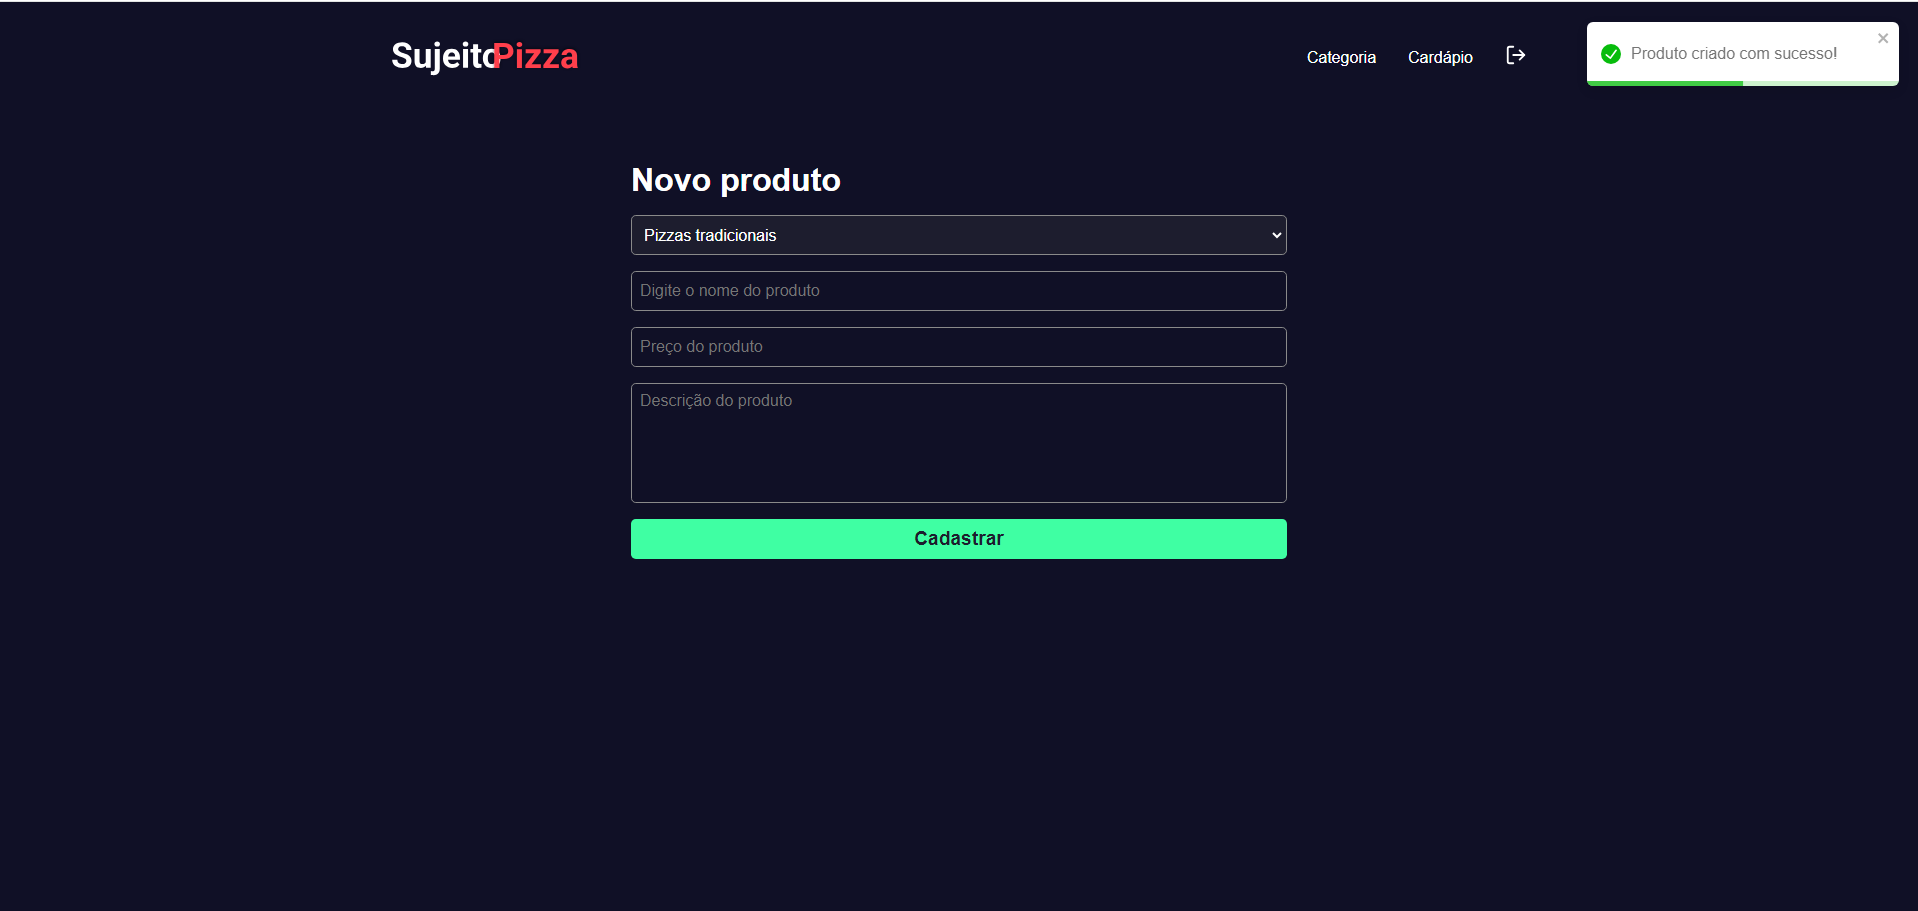 SujeitoPizza
Categoria
Cardápio
Produto criado com sucesso!
Novo produto
Pizzas tradicionais
Digite o nome do produto
Preço do produto
Descrição do produto
Cadastrar